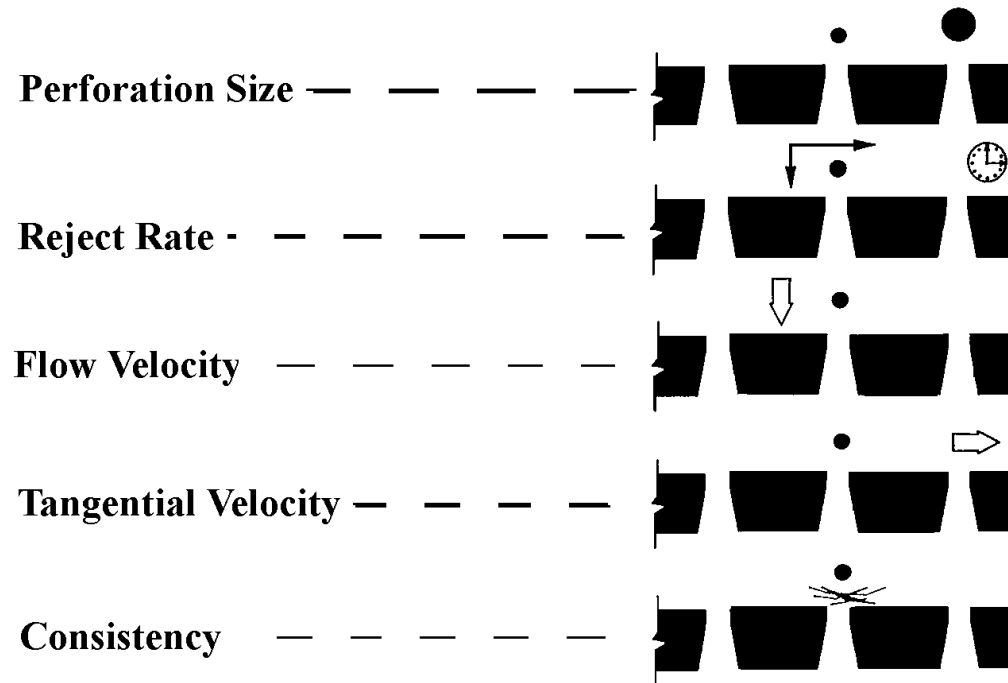 Perforation Size
Reject Rate
Flow Velocity
Tangential Velocity
Consistency